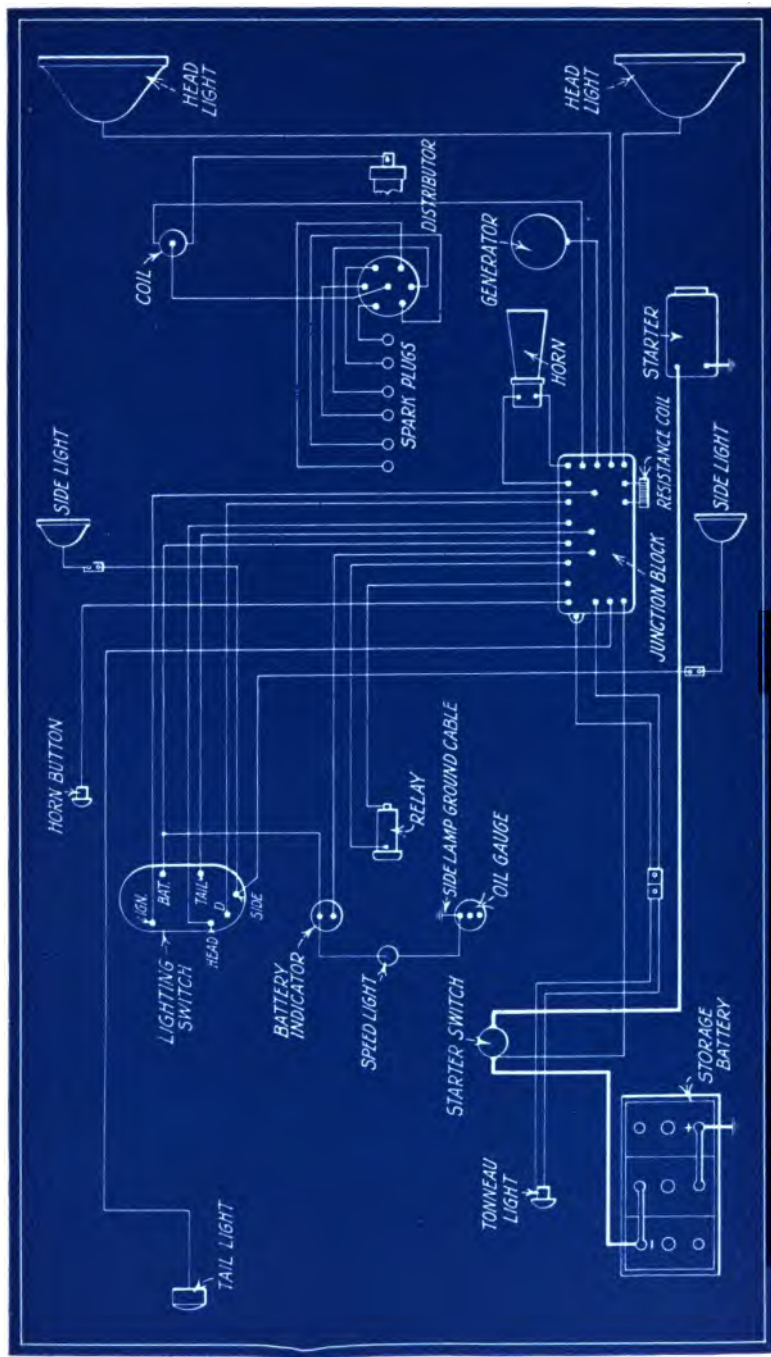 HEAD
LIGHT
COIL
DISTRIBUTOR
SPARK PLUGS
GENERATOR
HORN
HEAD
LIGHT
STARTER
RESISTANCE COIL
SIDE LIGHT
JUNCTION BLOCK
SIDE LIGHT
HORN BUTTON
IGN.
BAT.
TAIL
D
HEAD
SIDE
LIGHTING
SWITCH
BATTERY
INDICATOR
RELAY
SIDE LAMP GROUND CABLE
OIL GAUGE
SPEED LIGHT
STARTER SWITCH
TAIL LIGHT
TONNEAU
LIGHT
STORAGE
BATTERY
-
+